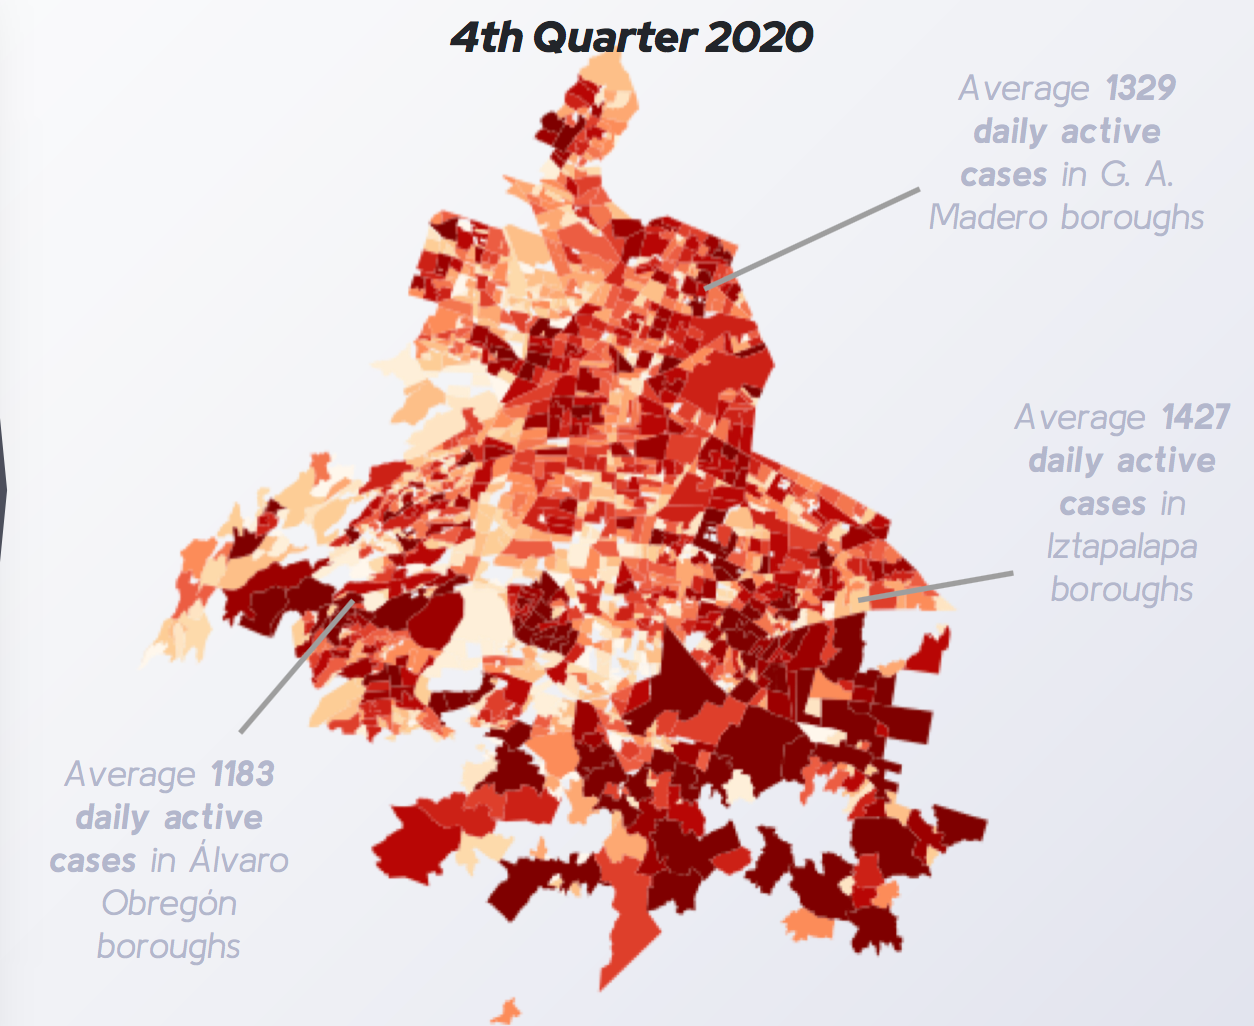 4th Quarter 2020
Average 1329
daily active
cases in G. A.
Madero boroughs
Average 1427
daily active
cases in
Iztapalapa
boroughs
Average 1183
daily active
cases in Álvaro
Obregón
boroughs